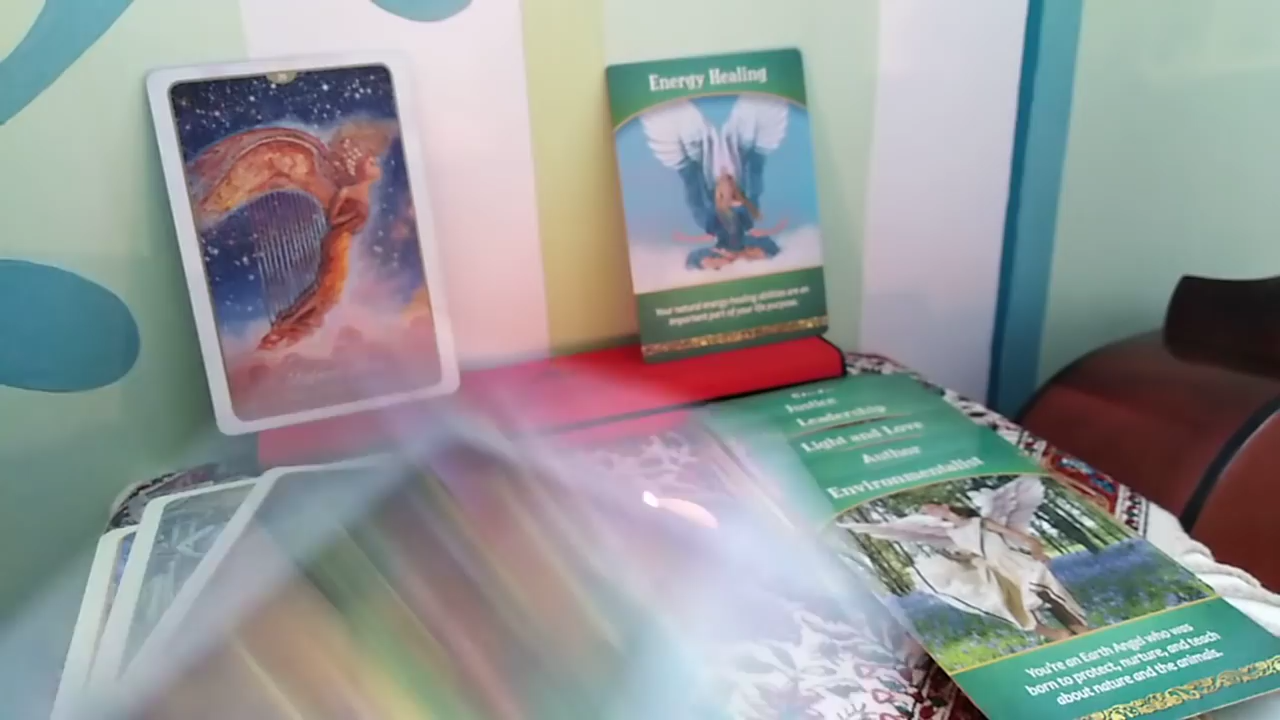 Energy Healing
Your natural energy healing abilities are an
important part of your life purpose.
Justice
Leadership
Light and Love
Author
Environmentalist
You're an Earth Angel who was
born to protect, nurture, and teach
about nature and the animals.